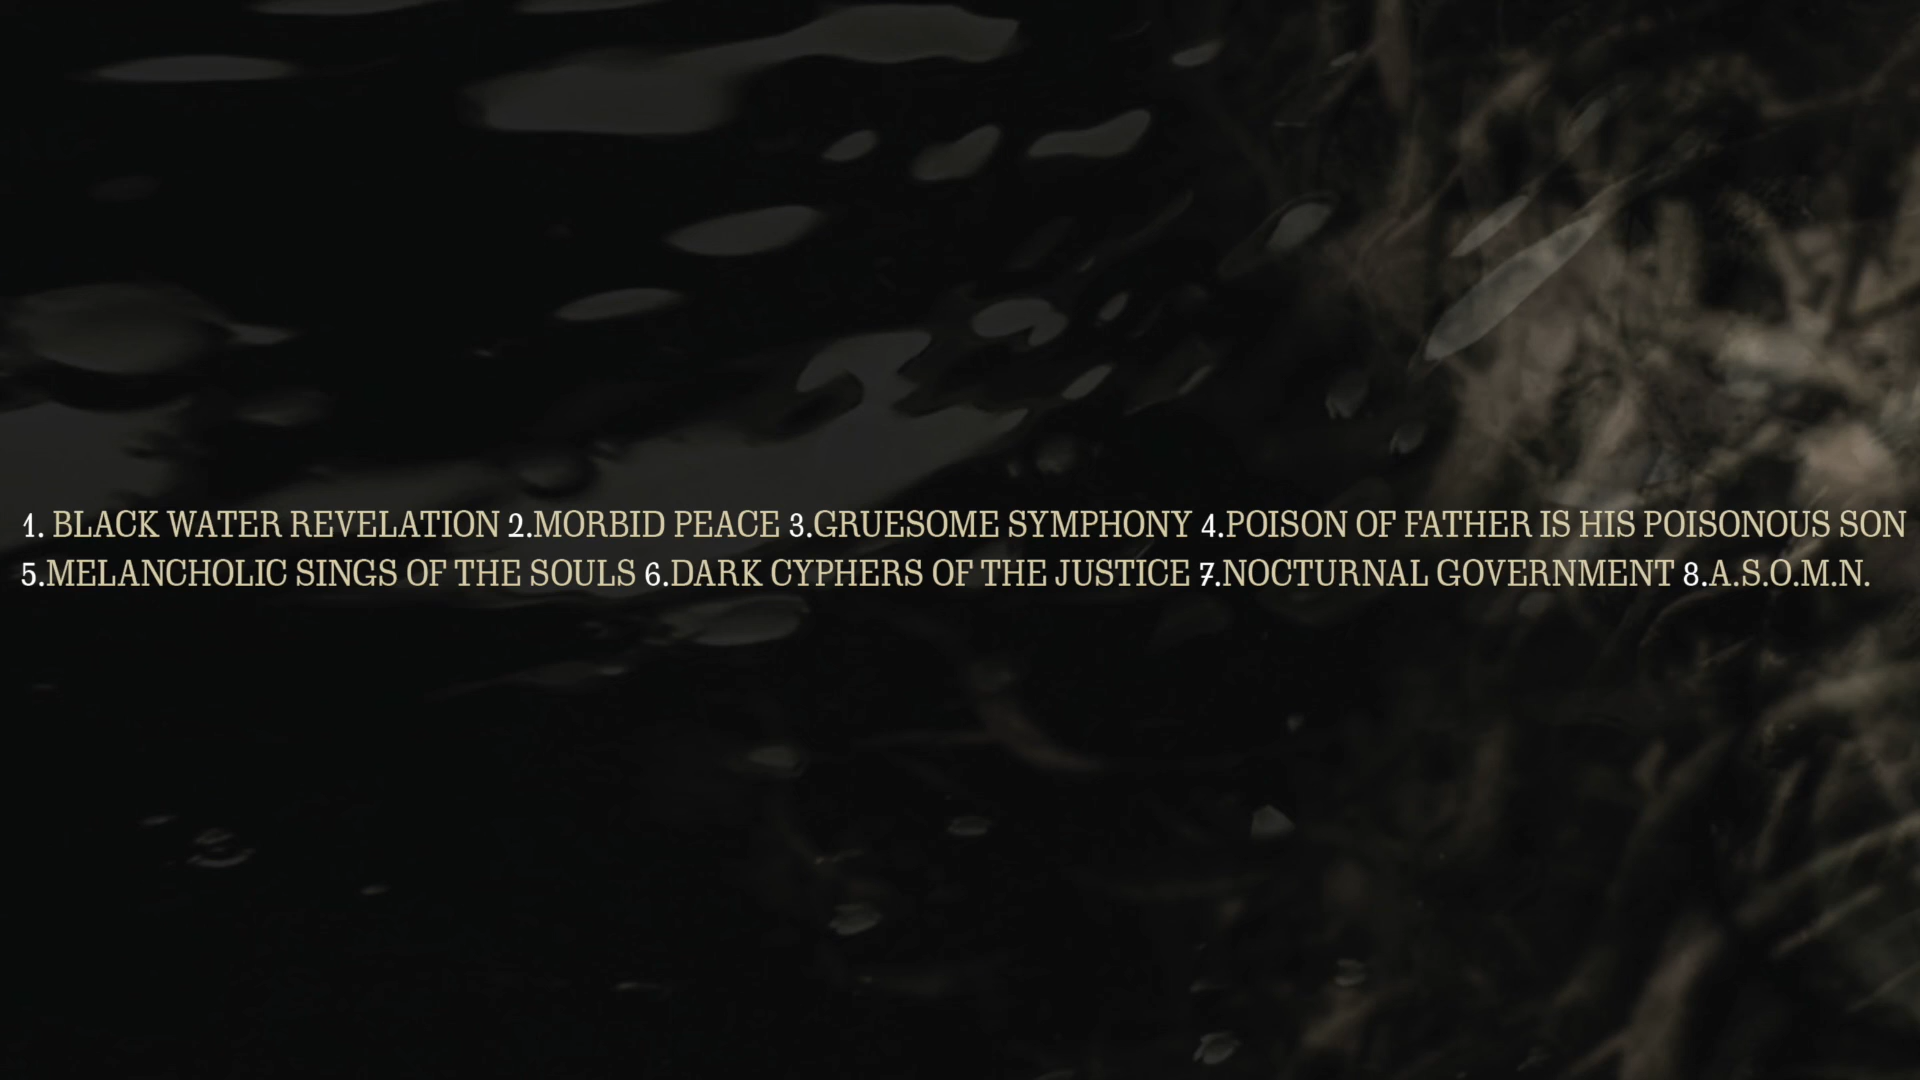 1. BLACK WATER REVELATION 2.MORBID PEACE 3.GRUESOME SYMPHONY 4.POISON OF FATHER IS HIS POISONOUS SON
5.MELANCHOLIC SINGS OF THE SOULS 6.DARK CYPHERS OF THE JUSTICE 7.NOCTURNAL GOVERNMENT 8.A.S.O.M.N.